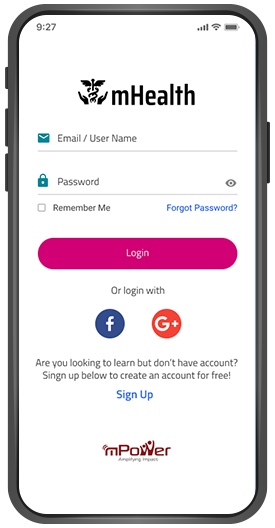 9:27
mHealth
Email / User Name
Password
Remember Me Forgot Password?
Login
Or login with
f G+
Are you looking to learn but don't have account?
Singn up below to create an account for free!
Sign Up
mPower
Amplifying Impact